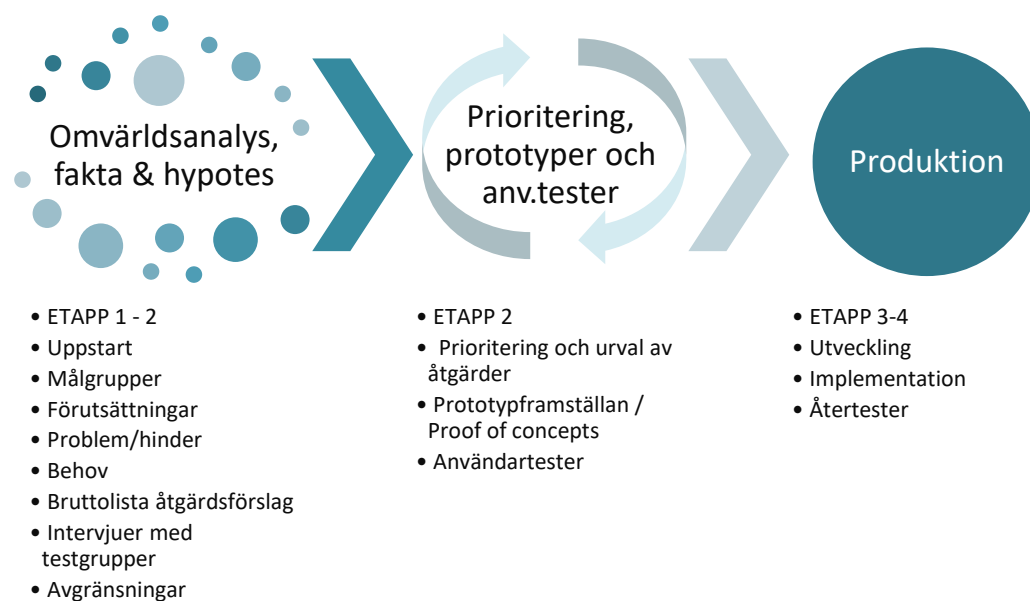 Omvärldsanalys,
fakta & hypotes
Prioritering,
prototyper och
anv.tester
Produktion
• ETAPP 1 - 2
• Uppstart
• Målgrupper
• Förutsättningar
• Problem/hinder
• Behov
• Bruttolista åtgärdsförslag
• Intervjuer med
testgrupper
• Avgränsningar
• ETAPP 2
• Prioritering och urval av
åtgärder
• Prototypframställan /
Proof of concepts
• Användartester
• ETAPP 3-4
• Utveckling
• Implementation
• Återtester